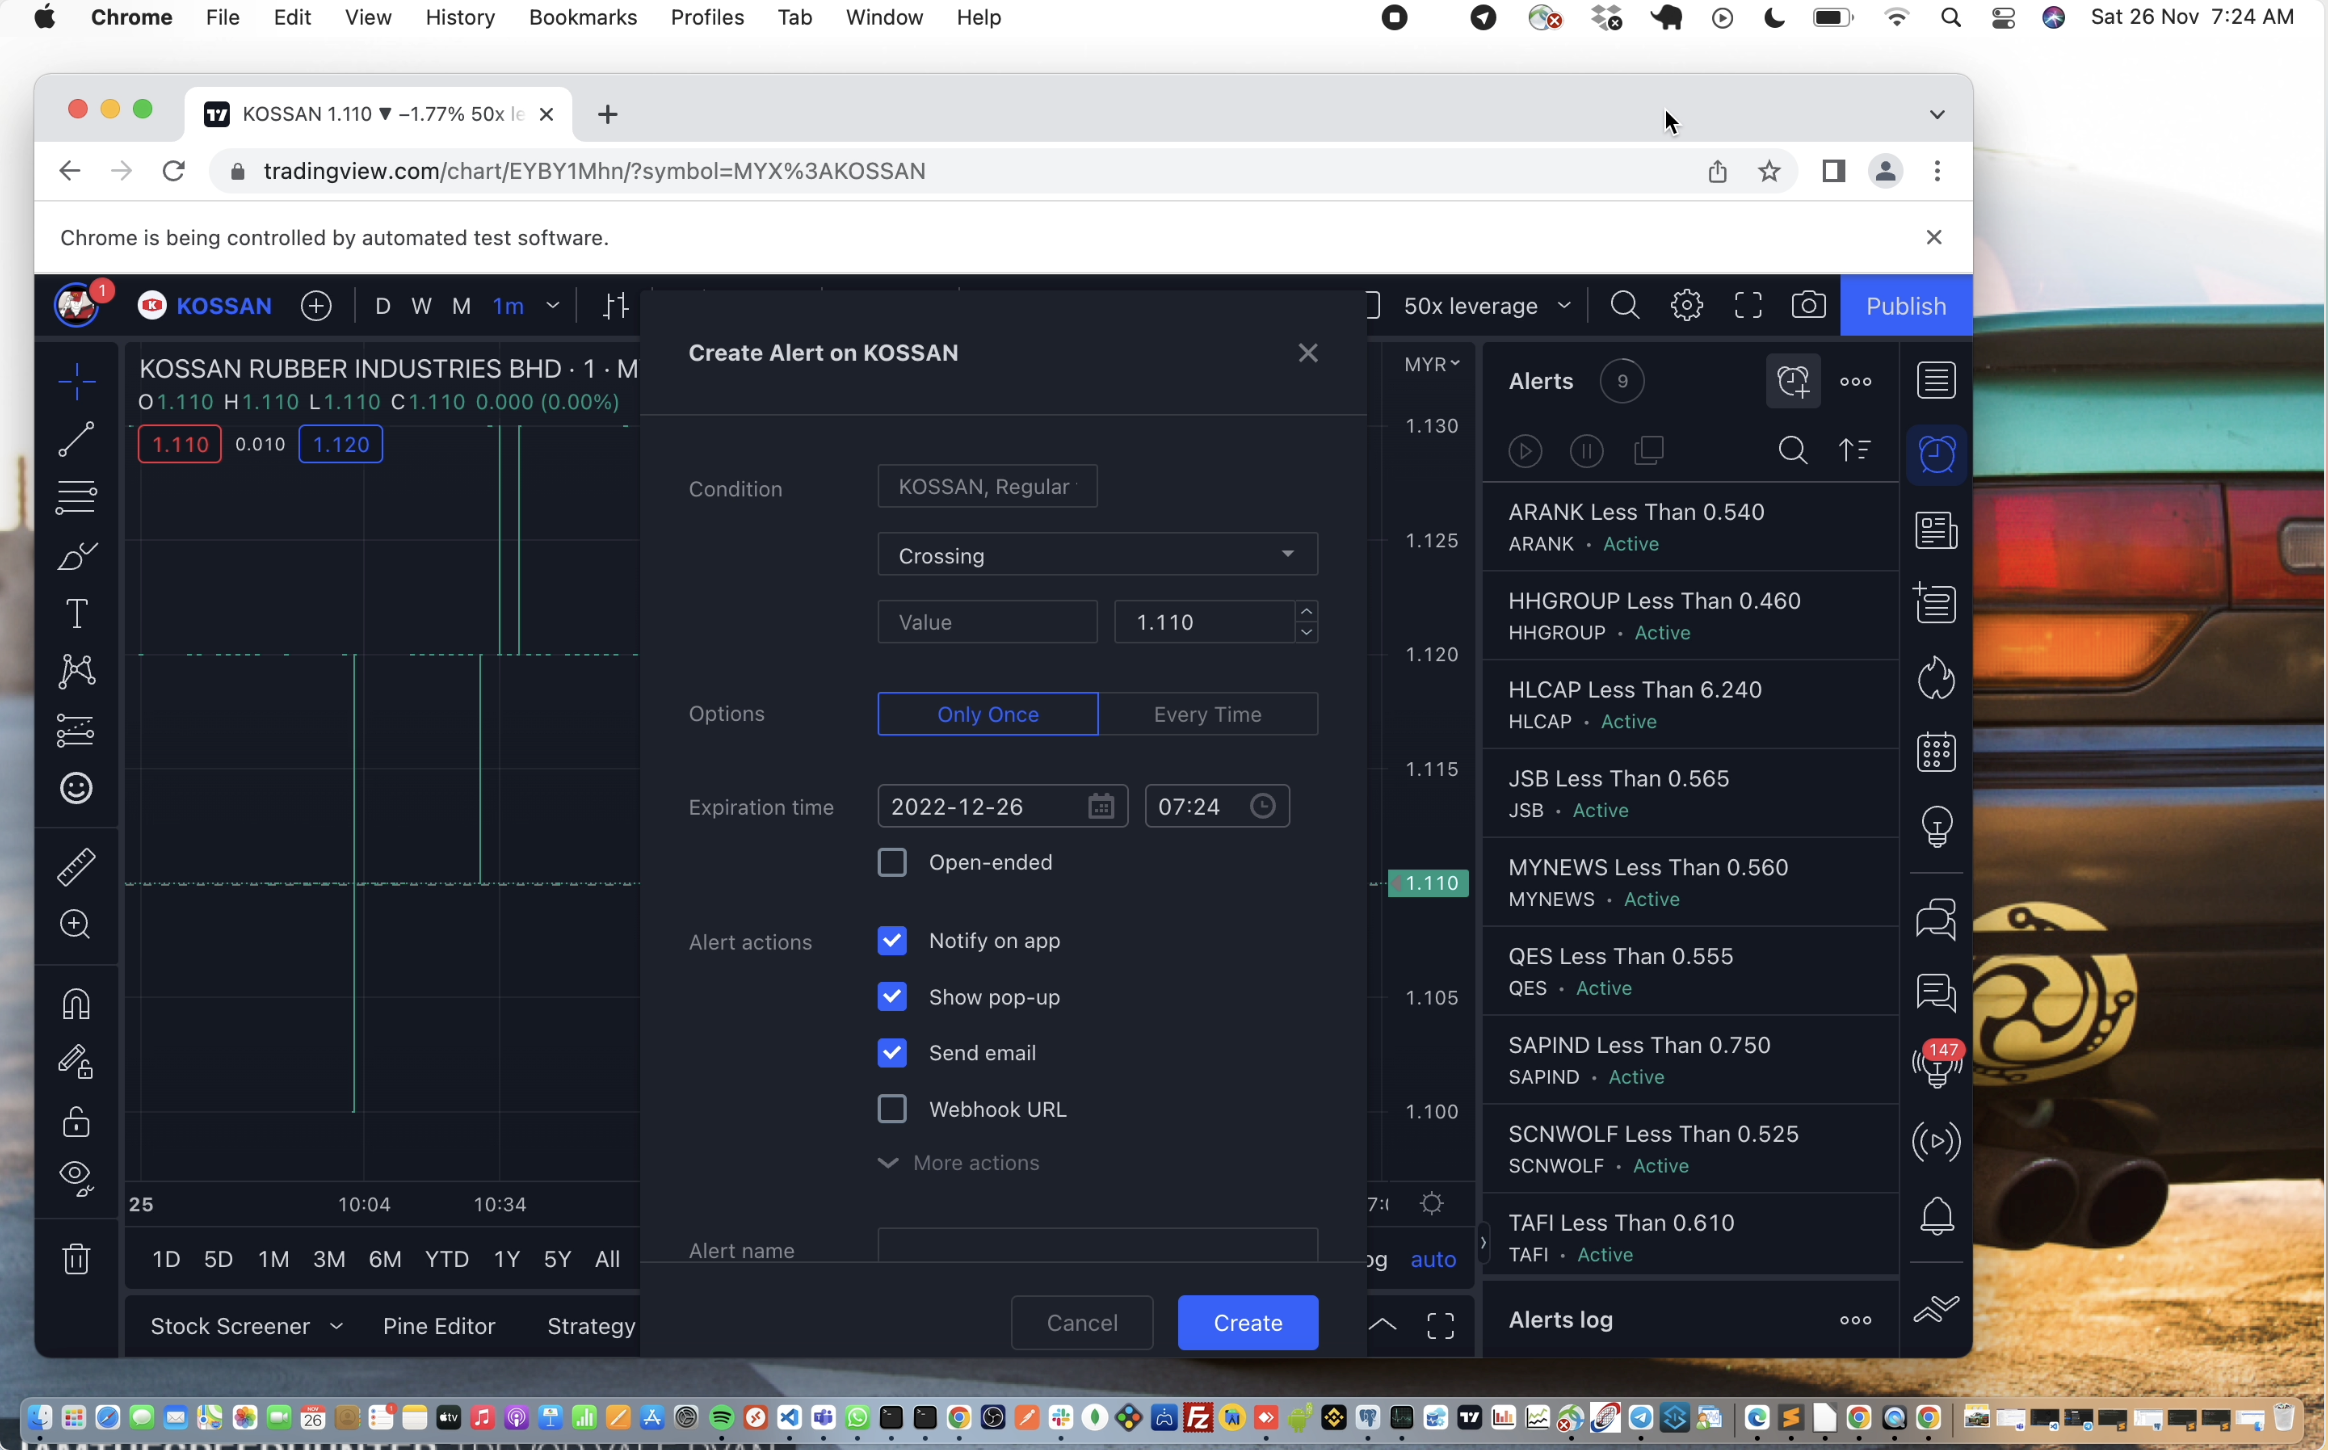 Chrome File Edit View History Bookmarks Profiles Tab Window Help
Sat 26 Nov 7:24 AM
KOSSAN 1.110 ▼ −1.77% 50x le
tradingview.com/chart/EYBY1Mhn/?symbol=MYX%3AKOSSAN
Chrome is being controlled by automated test software.
1
KOSSAN
D W M 1m
50x leverage
Publish
KOSSAN RUBBER INDUSTRIES BHD · 1 · M
O1.110 H1.110 L1.110 C1.110 0.000 (0.00%)
1.110 0.010 1.120
25
10:04
10:34
1D 5D 1M 3M 6M YTD 1Y 5Y All
Stock Screener
Pine Editor
Strategy
Create Alert on KOSSAN
Condition
KOSSAN, Regular
Crossing
Value
1.110
Options
Only Once
Every Time
Expiration time
2022-12-26
07:24
Open-ended
Alert actions
Notify on app
Show pop-up
Send email
Webhook URL
More actions
Alert name
Cancel
Create
MYR
1.130
1.125
1.120
1.115
1.110
1.105
1.100
auto
Alerts
9
ARANK Less Than 0.540
ARANK • Active
HHGROUP Less Than 0.460
HHGROUP • Active
HLCAP Less Than 6.240
HLCAP • Active
JSB Less Than 0.565
JSB • Active
MYNEWS Less Than 0.560
MYNEWS • Active
QES Less Than 0.555
QES • Active
SAPIND Less Than 0.750
SAPIND • Active
SCNWOLF Less Than 0.525
SCNWOLF • Active
TAFI Less Than 0.610
TAFI • Active
Alerts log
147
NOV
26
tv